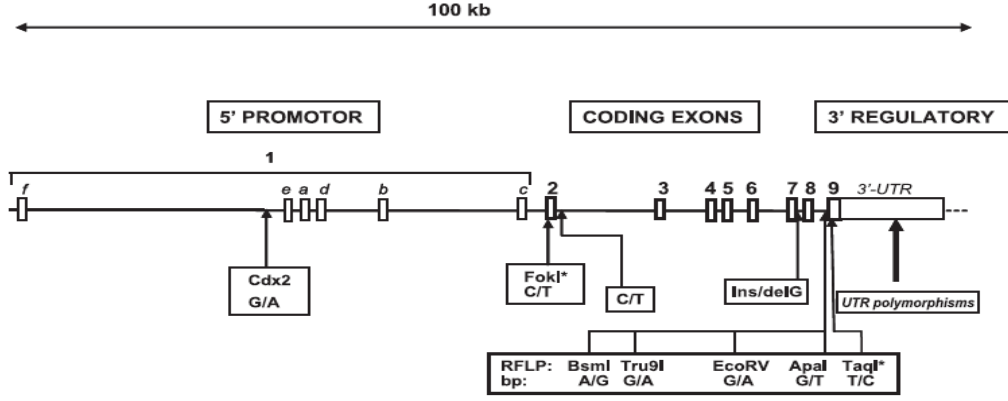 100 kb
5' PROMOTOR CODING EXONS 3' REGULATORY
1
f e a d b c 2 3 4 5 6 7 8 9 3'-UTR
Cdx2
G/A
FokI*
C/T
C/T
Ins/delG
UTR polymorphisms
RFLP: BsmI Tru9I EcoRV ApaI TaqI*
bp: A/G G/A G/A G/T T/C